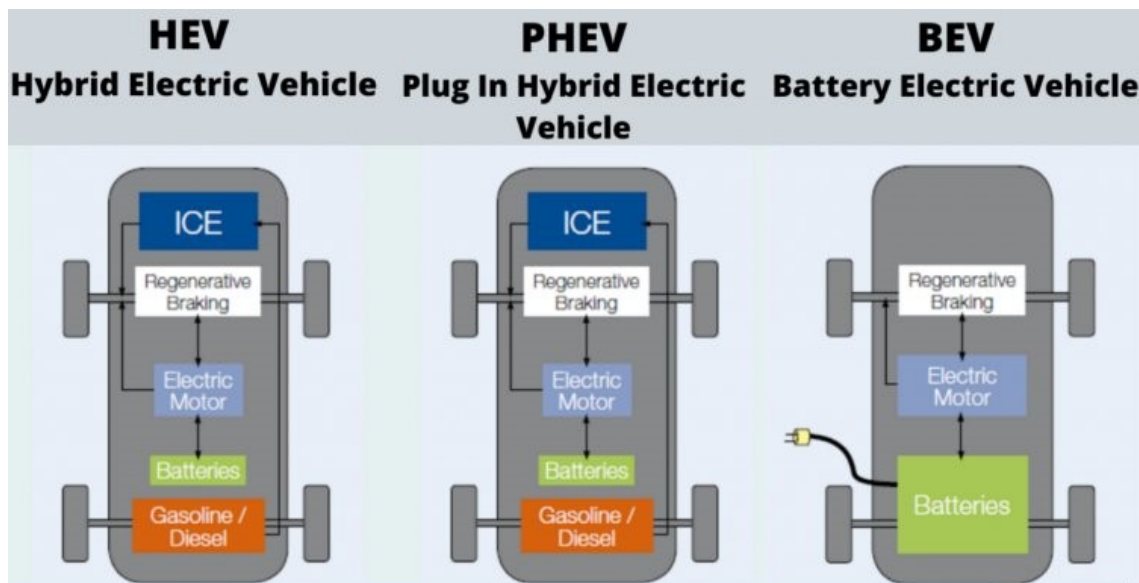 HEV
Hybrid Electric Vehicle
PHEV
Plug In Hybrid Electric
Vehicle
BEV
Battery Electric Vehicle
ICE
Regenerative
Braking
Electric
Motor
Batteries
Gasoline /
Diesel
ICE
Regenerative
Braking
Electric
Motor
Batteries
Gasoline /
Diesel
Regenerative
Braking
Electric
Motor
Batteries